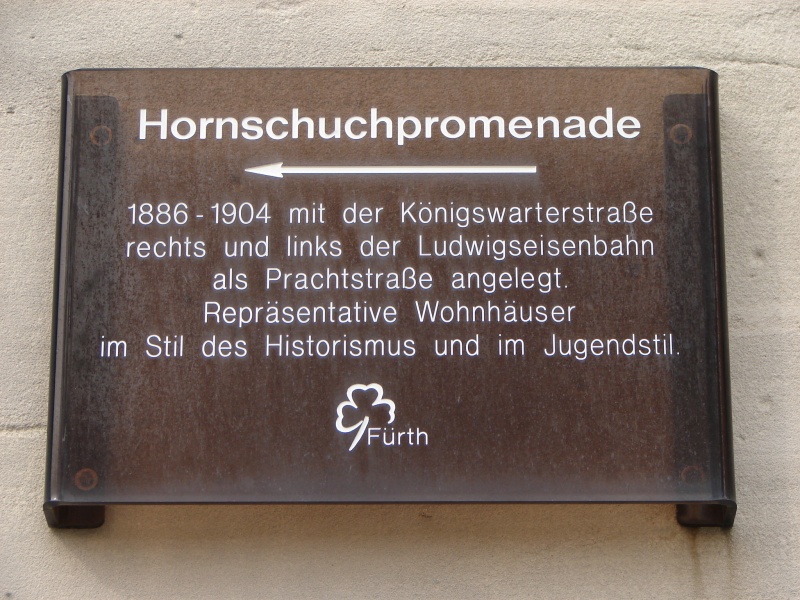 Hornschuchpromenade
1886 - 1904 mit der Königswarterstraße
rechts und links der Ludwigseisenbahn
als Prachtstraße angelegt.
Repräsentative Wohnhäuser
im Stil des Historismus und im Jugendstil.
Fürth